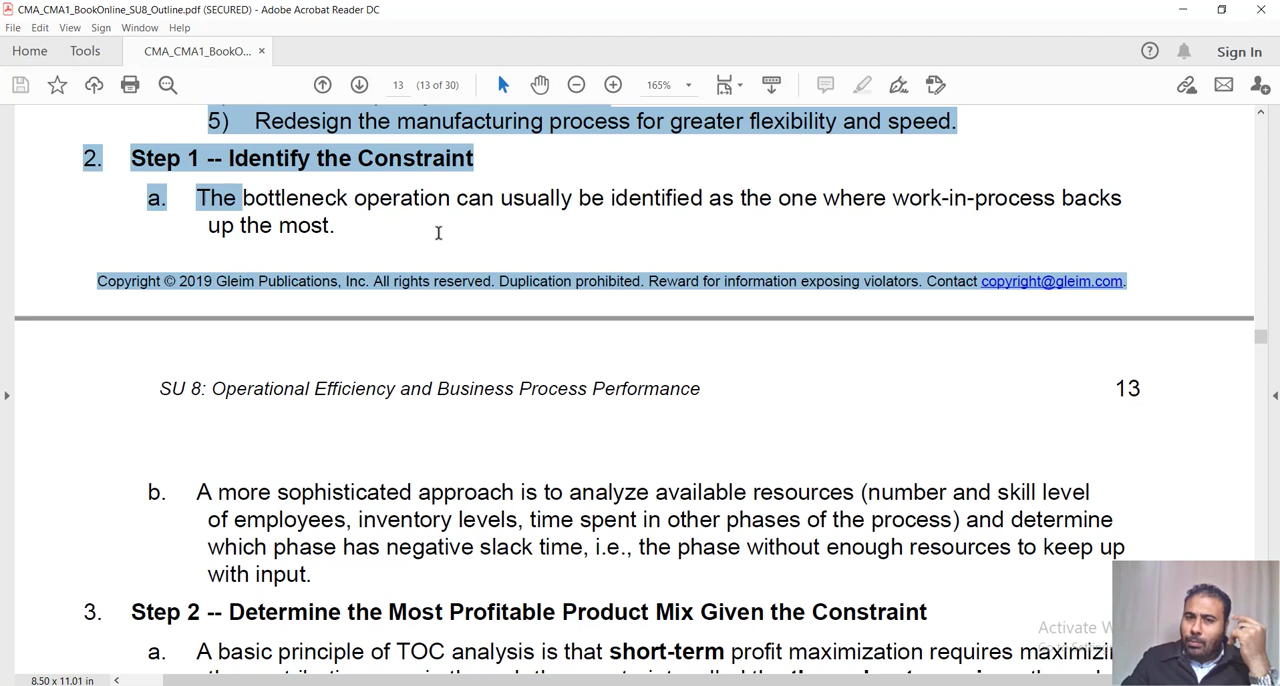 CMA_CMA1_BookOnline_SU8_Outline.pdf (SECURED) - Adobe Acrobat Reader DC
File Edit View Sign Window Help
Home Tools CMA_CMA1_BookO... × Sign In
13 (13 of 30) 165%
5) Redesign the manufacturing process for greater flexibility and speed.
2. Step 1 -- Identify the Constraint
a. The bottleneck operation can usually be identified as the one where work-in-process backs
up the most.
Copyright © 2019 Gleim Publications, Inc. All rights reserved. Duplication prohibited. Reward for information exposing violators. Contact copyright@gleim.com.
SU 8: Operational Efficiency and Business Process Performance 13
b. A more sophisticated approach is to analyze available resources (number and skill level
of employees, inventory levels, time spent in other phases of the process) and determine
which phase has negative slack time, i.e., the phase without enough resources to keep up
with input.
3. Step 2 -- Determine the Most Profitable Product Mix Given the Constraint
Activate
a. A basic principle of TOC analysis is that short-term profit maximization requires
8.50 x 11.01 in